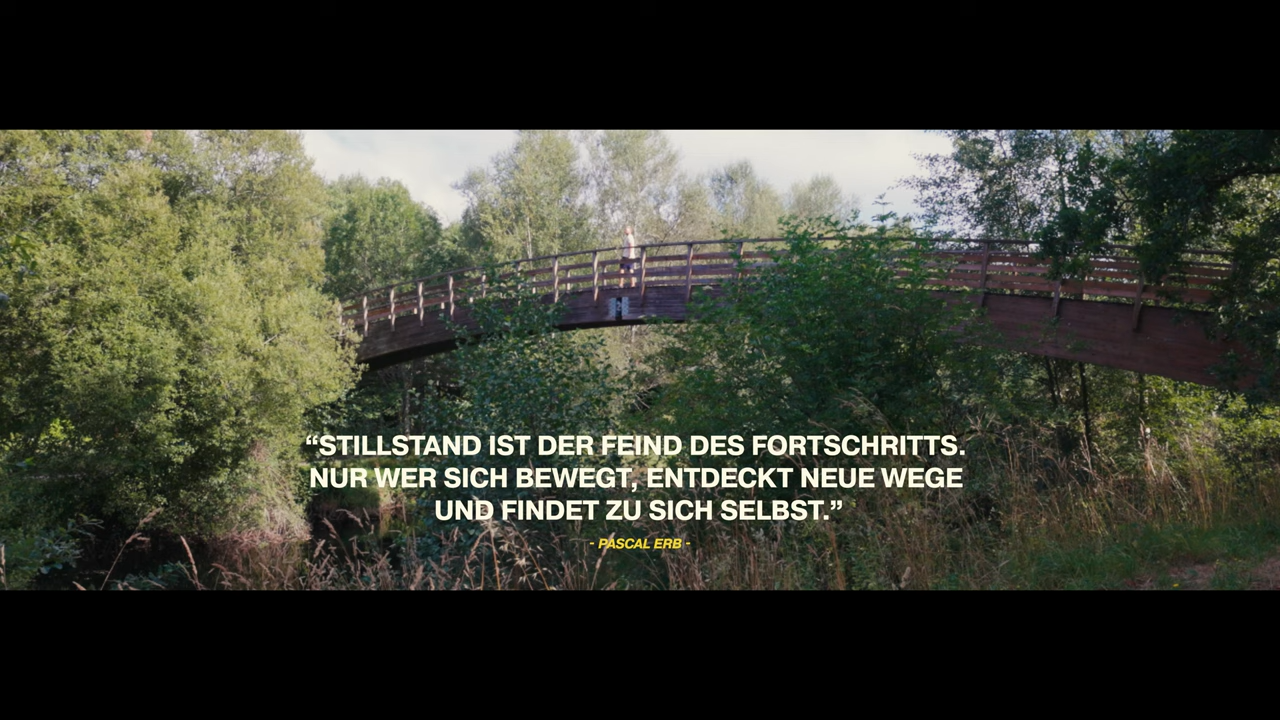 “STILLSTAND IST DER FEIND DES FORTSCHRITTS.
NUR WER SICH BEWEGT, ENTDECKT NEUE WEGE
UND FINDET ZU SICH SELBST.”
- PASCAL ERB -